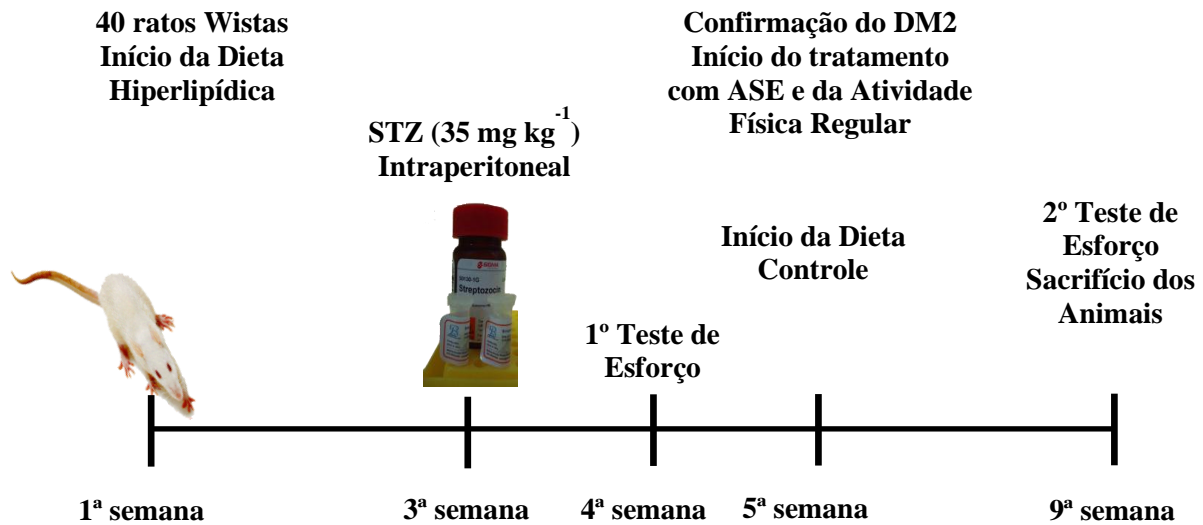 40 ratos Wistas
Início da Dieta
Hiperlipídica
STZ (35 mg kg⁻¹)
Intraperitoneal
Streptozocin
1º Teste de
Esforço
Confirmação do DM2
Início do tratamento
com ASE e da Atividade
Física Regular
Início da Dieta
Controle
2º Teste de
Esforço
Sacrifício dos
Animais
1ª semana
3ª semana
4ª semana
5ª semana
9ª semana